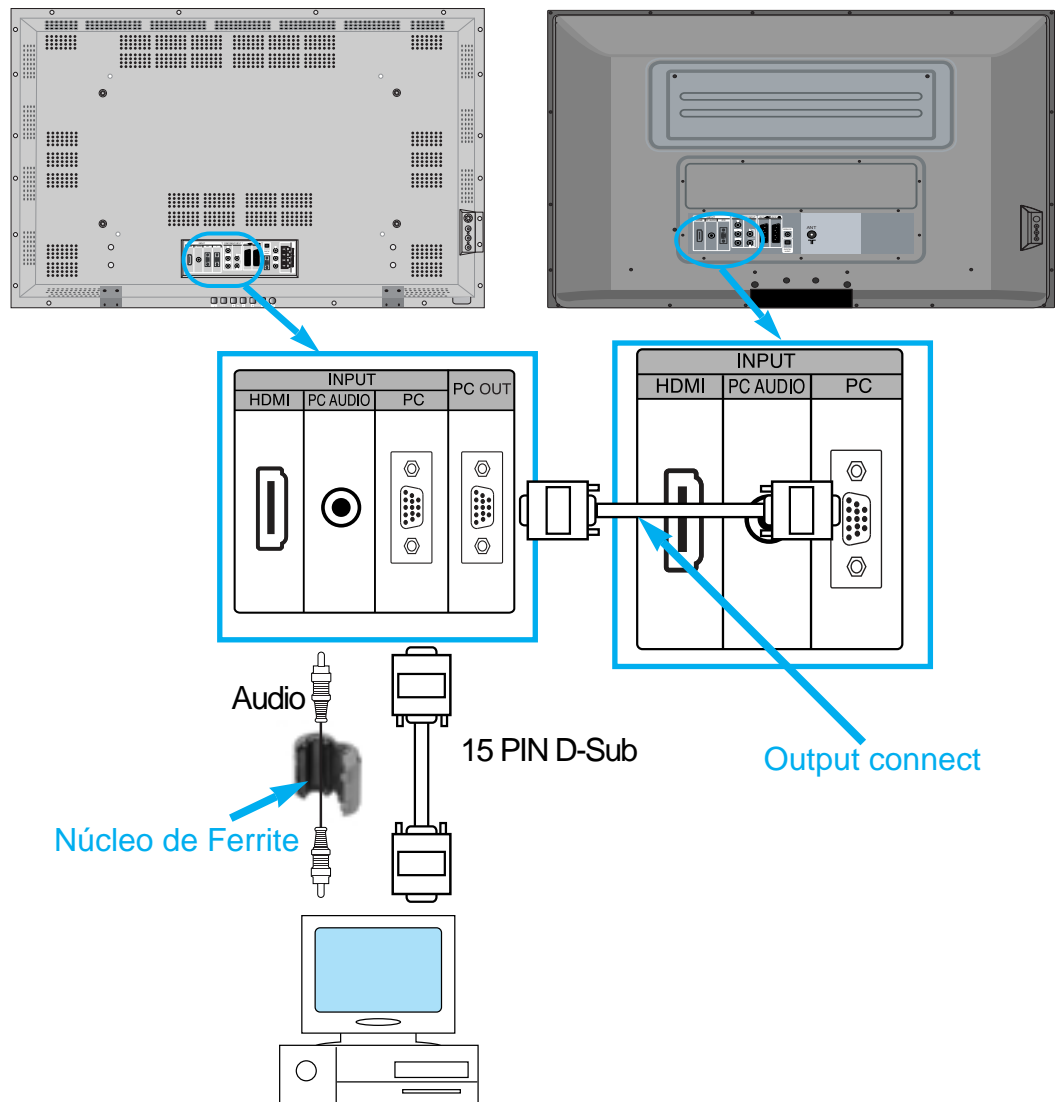 ANT
INPUT
HDMI
PC AUDIO
PC
PC OUT
INPUT
HDMI
PC AUDIO
PC
Audio
15 PIN D-Sub
Output connect
Núcleo de Ferrite